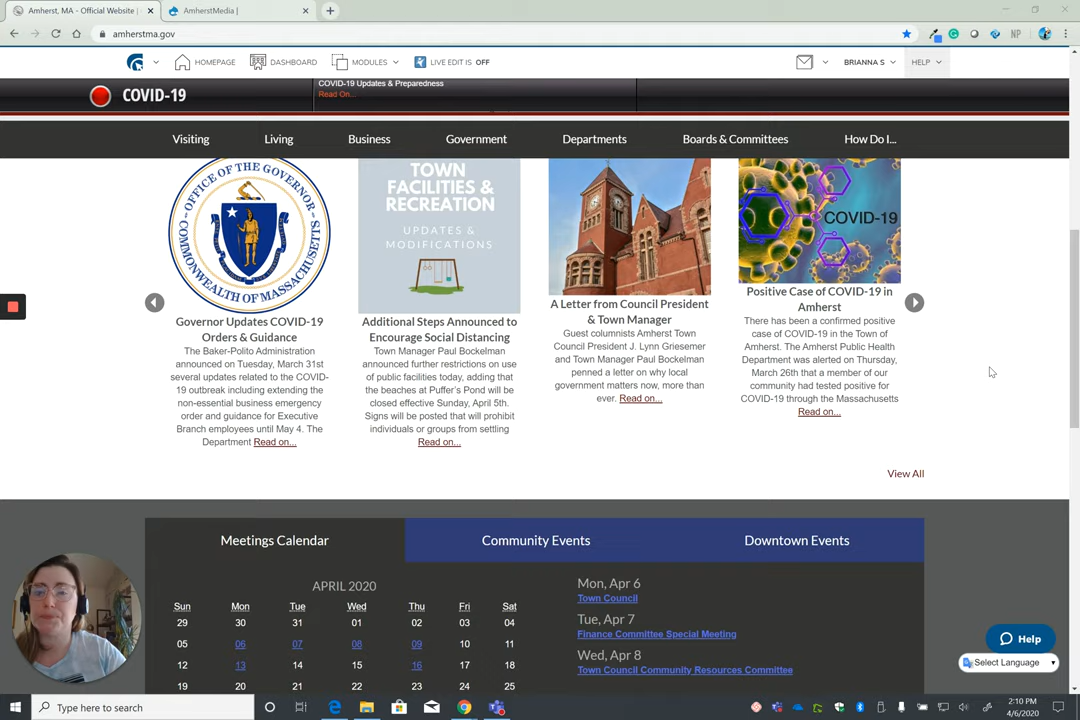 Amherst, MA - Official Website |
AmherstMedia |
amherstma.gov
NP
HOMEPAGE
DASHBOARD
MODULES
LIVE EDIT IS OFF
BRIANNA S
HELP
COVID-19
COVID-19 Updates & Preparedness
Read On...
Visiting
Living
Business
Government
Departments
Boards & Committees
How Do I...
OFFICE OF THE GOVERNOR
COMMONWEALTH OF MASSACHUSETTS
Governor Updates COVID-19
Orders & Guidance
The Baker-Polito Administration
announced on Tuesday, March 31st
several updates related to the COVID-
19 outbreak including extending the
non-essential business emergency
order and guidance for Executive
Branch employees until May 4. The
Department Read on...
TOWN
FACILITIES &
RECREATION
UPDATES &
MODIFICATIONS
Additional Steps Announced to
Encourage Social Distancing
Town Manager Paul Bockelman
announced further restrictions on use
of public facilities today, adding that
the beaches at Puffer's Pond will be
closed effective Sunday, April 5th.
Signs will be posted that will prohibit
individuals or groups from settling
Read on...
A Letter from Council President
& Town Manager
Guest columnists Amherst Town
Council President J. Lynn Griesemer
and Town Manager Paul Bockelman
penned a letter on why local
government matters now, more than
ever. Read on...
COVID-19
Positive Case of COVID-19 in
Amherst
There has been a confirmed positive
case of COVID-19 in the Town of
Amherst. The Amherst Public Health
Department was alerted on Thursday,
March 26th that a member of our
community had tested positive for
COVID-19 through the Massachusetts
Read on...
View All
Meetings Calendar
Community Events
Downtown Events
APRIL 2020
Sun Mon Tue Wed Thu Fri Sat
29 30 31 01 02 03 04
05 06 07 08 09 10 11
12 13 14 15 16 17 18
19 20 21 22 23 24 25
Mon, Apr 6
Town Council
Tue, Apr 7
Finance Committee Special Meeting
Wed, Apr 8
Town Council Community Resources Committee
Help
Select Language
Type here to search
2:10 PM
4/6/2020